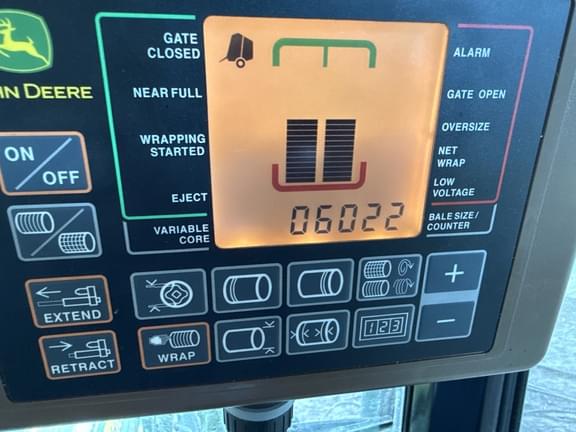 JOHN DEERE
GATE
CLOSED
NEAR FULL
WRAPPING
STARTED
EJECT
VARIABLE
CORE
06022
ALARM
GATE OPEN
OVERSIZE
NET
WRAP
LOW
VOLTAGE
BALE SIZE/
COUNTER
ON
OFF
EXTEND
RETRACT
WRAP
123
+
-